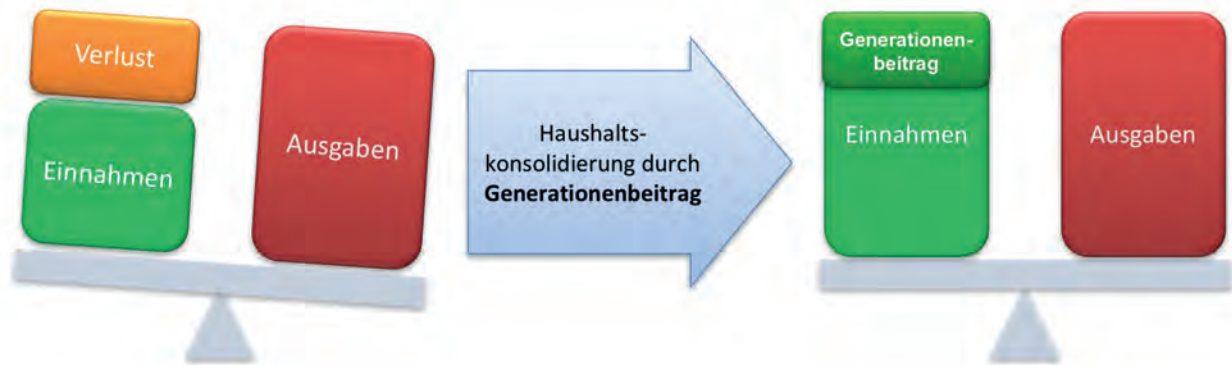 Verlust
Einnahmen
Ausgaben
Haushalts-
konsolidierung durch
Generationenbeitrag
Generationen-
beitrag
Einnahmen
Ausgaben